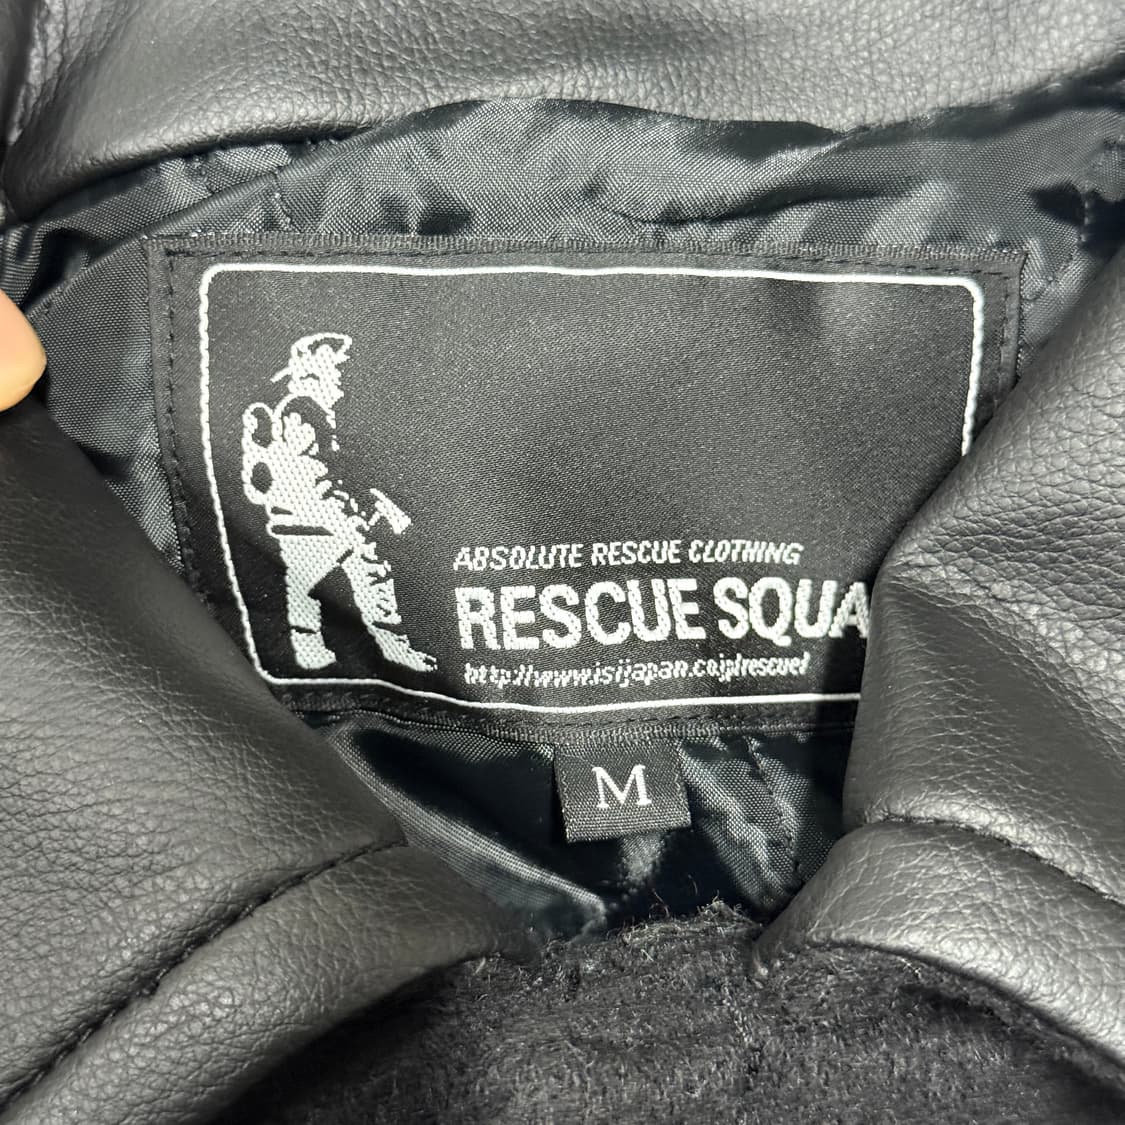 ABSOLUTE RESCUE CLOTHING
RESCUE SQUA
http://www.isijapan.co.jp/rescue/
M